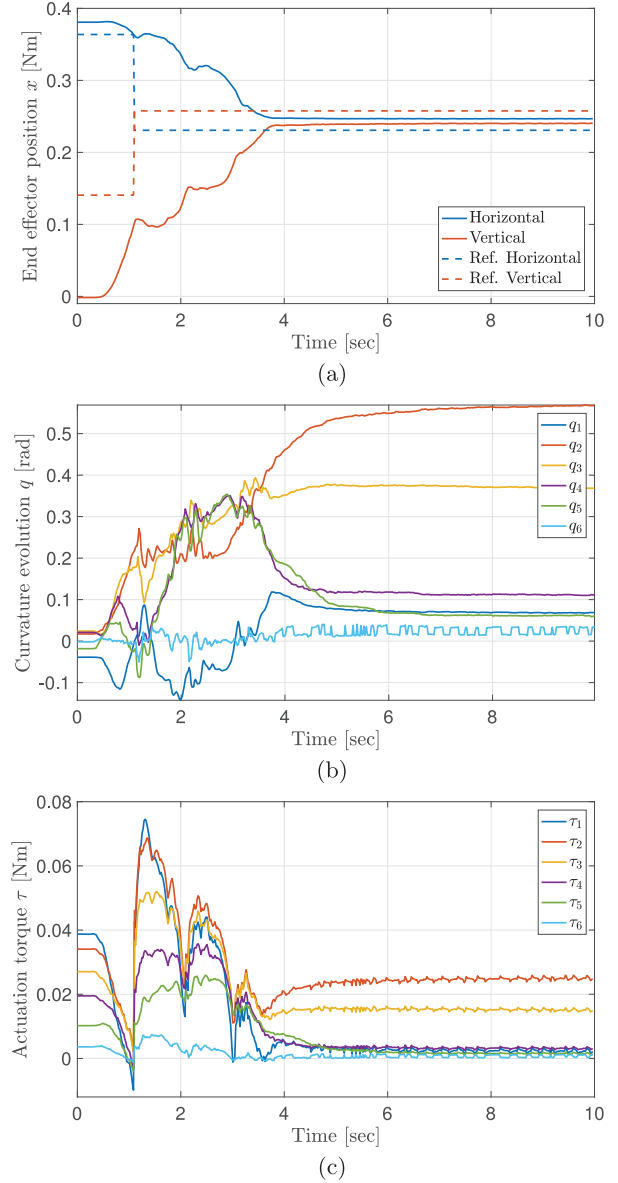 0.4
0.3
0.2
0.1
0
End effector position x [Nm]
Horizontal
Vertical
Ref. Horizontal
Ref. Vertical
0 2 4 6 8 10
Time [sec]
(a)
0.5
0.4
0.3
0.2
0.1
0
-0.1
Curvature evolution q [rad]
q1
q2
q3
q4
q5
q6
0 2 4 6 8 10
Time [sec]
(b)
0.08
0.06
0.04
0.02
0
Actuation torque τ [Nm]
τ1
τ2
τ3
τ4
τ5
τ6
0 2 4 6 8 10
Time [sec]
(c)